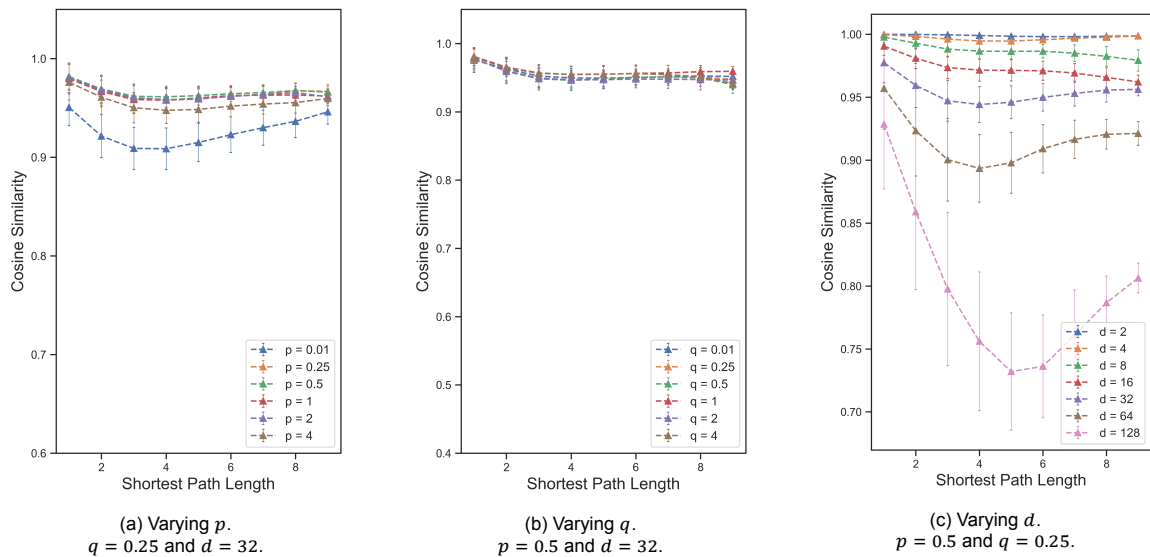 1.0
0.9
0.8
0.7
0.6
Cosine Similarity
2
4
6
8
Shortest Path Length
p = 0.01
p = 0.25
p = 0.5
p = 1
p = 2
p = 4
(a) Varying p.
q = 0.25 and d = 32.
1.0
0.9
0.8
0.7
0.6
0.5
0.4
Cosine Similarity
2
4
6
8
Shortest Path Length
q = 0.01
q = 0.25
q = 0.5
q = 1
q = 2
q = 4
(b) Varying q.
p = 0.5 and d = 32.
1.00
0.95
0.90
0.85
0.80
0.75
0.70
Cosine Similarity
2
4
6
8
Shortest Path Length
d = 2
d = 4
d = 8
d = 16
d = 32
d = 64
d = 128
(c) Varying d.
p = 0.5 and q = 0.25.